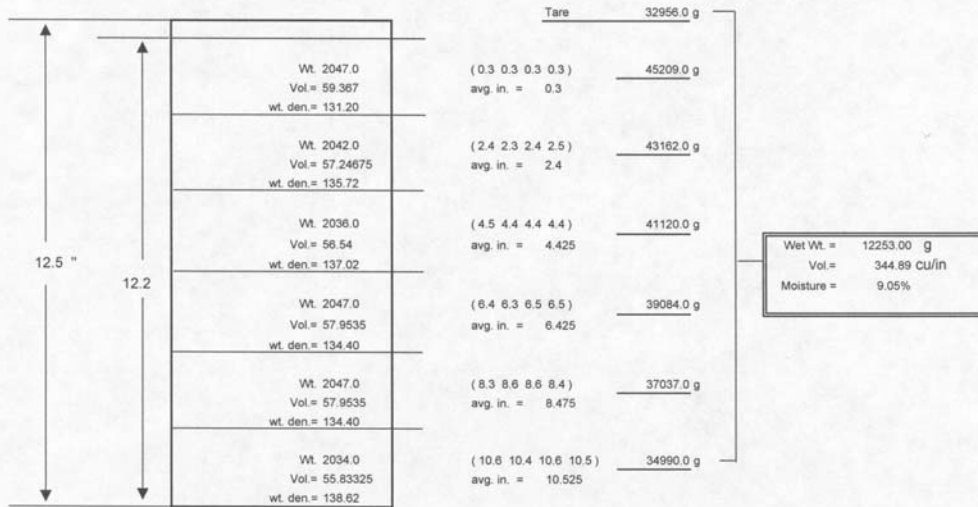 Tare 32956.0 g
Wt. 2047.0 ( 0.3 0.3 0.3 0.3 ) 45209.0 g
Vol.= 59.367 avg. in. = 0.3
wt. den.= 131.20
Wt. 2042.0 ( 2.4 2.3 2.4 2.5 ) 43162.0 g
Vol.= 57.24675 avg. in. = 2.4
wt. den.= 135.72
Wt. 2036.0 ( 4.5 4.4 4.4 4.4 ) 41120.0 g
Vol.= 56.54 avg. in. = 4.425
wt. den.= 137.02
Wet Wt. = 12253.00 g
Vol.= 344.89 cu/in
Moisture = 9.05%
12.5 "
12.2
Wt. 2047.0 ( 6.4 6.3 6.5 6.5 ) 39084.0 g
Vol.= 57.9535 avg. in. = 6.425
wt. den.= 134.40
Wt. 2047.0 ( 8.3 8.6 8.6 8.4 ) 37037.0 g
Vol.= 57.9535 avg. in. = 8.475
wt. den.= 134.40
Wt. 2034.0 ( 10.6 10.4 10.6 10.5 ) 34990.0 g
Vol.= 55.83325 avg. in. = 10.525
wt. den.= 138.62